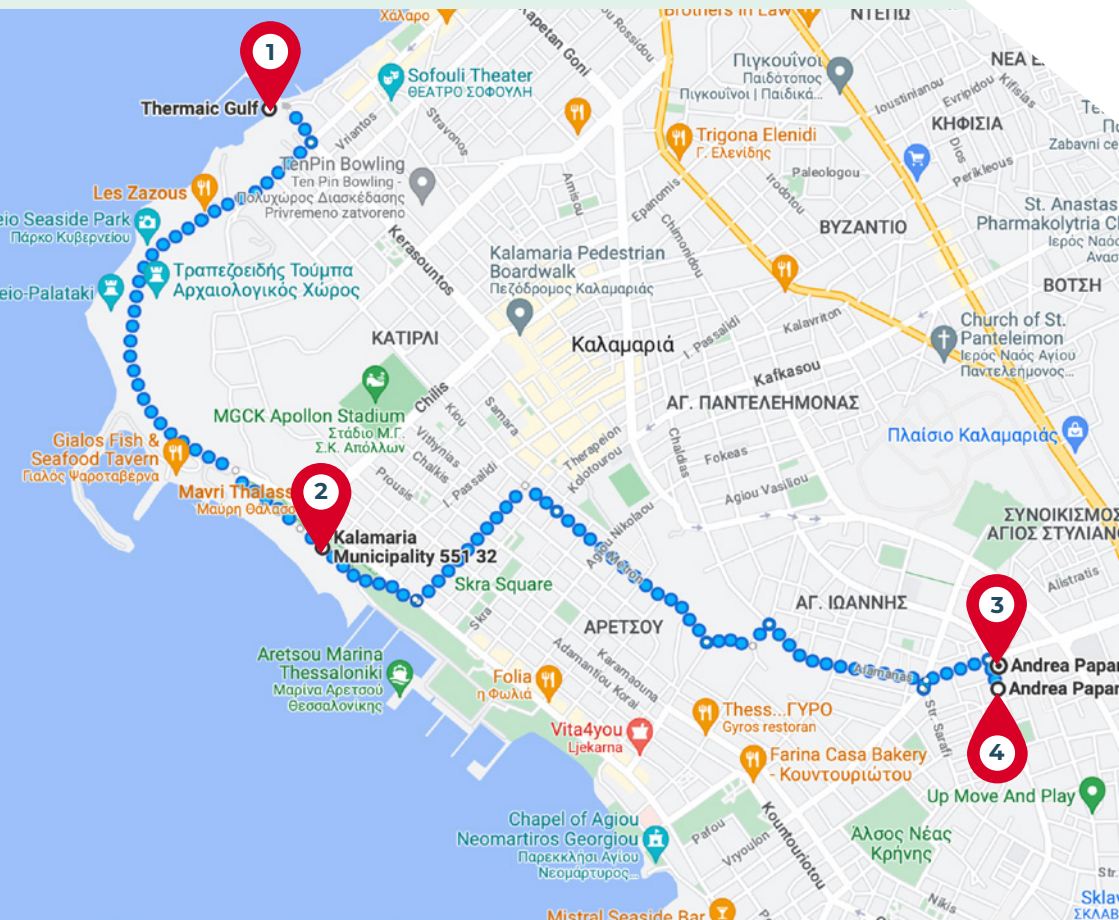 Χάλαρο
Brothers In Law
ΝΤΕΠΩ
1
Sofouli Theater
ΘΕΑΤΡΟ ΣΟΦΟΥΛΗ
Πιγκουίνοι
Παιδότοπος
Πιγκουίνοι | Παιδικά...
ΝΕΑ
Ioustinianou
Evripidou
Kifisias
Thermaic Gulf
Vriantos
Stravonos
Trigona Elenidi
Γ. Ελενίδης
ΚΗΦΙΣΙΑ
Dios
Perikleous
Zabavni ce
TenPin Bowling
Ten Pin Bowling -
Πολυχώρος Διασκέδασης
Privremeno zatvoreno
Les Zazous
Amisou
Epanomis
Chimonidou
Irodotou
Paleologou
St. Anastas
Pharmakolytria
Ιερός Ναός
Seaside Park
Πάρκο Κυβερνείου
ΒΥΖΑΝΤΙΟ
Kerasountos
Kalamaria Pedestrian
Boardwalk
Πεζόδρομος Καλαμαριάς
Τραπεζοειδής Τούμπα
Αρχαιολογικός Χώρος
eio-Palataki
ΒΟΤΣΗ
ΚΑΤΙΡΛΙ
Καλαμαριά
I. Passalidi
Kalavriton
Church of St.
Panteleimon
Ιερός Ναός Αγίου
Παντελεήμονος...
Kafkasou
MGCK Apollon Stadium
Στάδιο Μ.Γ.
Σ.Κ. Απόλλων
Chilis
Kiou
Samara
ΑΓ. ΠΑΝΤΕΛΕΗΜΟΝΑΣ
Vithynias
Chalkis
I. Passalidi
Prousis
Therapeion
Kolotourou
Chaldias
Fokeas
Πλαίσιο Καλαμαριάς
Gialos Fish &
Seafood Tavern
Γιαλός Ψαροταβέρνα
Agiou Vasiliou
Mavri Thalass
Μαύρη Θάλασσ
2
Kalamaria
Municipality 551 32
Agiou Nikolaou
Metron
ΣΥΝΟΙΚΙΣΜΟΣ
ΑΓΙΟΣ ΣΤΥΛΙΑΝ
Skra Square
Skra
Alistratis
ΑΡΕΤΣΟΥ
ΑΓ. ΙΩΑΝΝΗΣ
3
Aretsou Marina
Thessaloniki
Μαρίνα Αρετσού
Θεσσαλονίκης
Adamantiou Korai
Karamaouna
Alamanas
Andrea Papan
Andrea Papan
Folia
η Φωλιά
Str. Sarafi
Thess...ΓΥΡΟ
Gyros restoran
Vita4you
Ljekarna
4
Farina Casa Bakery
- Κουντουριώτου
Up Move And Play
Chapel of Agiou
Neomartiros Georgiou
Παρεκκλήσι Αγίου
Νεομάρτυρος...
Pafou
Vryoulon
Kountouriotou
Άλσος Νέας
Κρήνης
Str.
Nikis
Mistral Seaside Bar
Sklav
ΣΚΛΑΒ